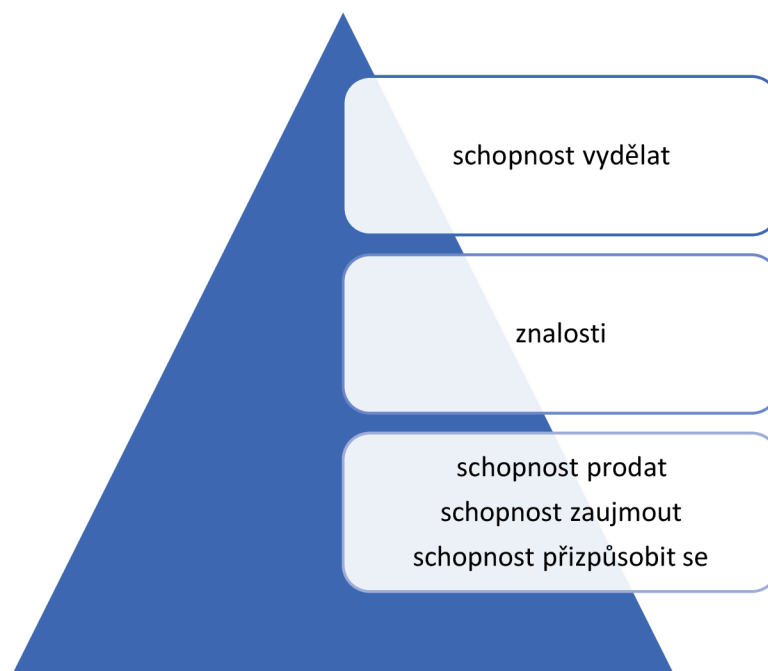 schopnost vydělat
znalosti
schopnost prodat
schopnost zaujmout
schopnost přizpůsobit se